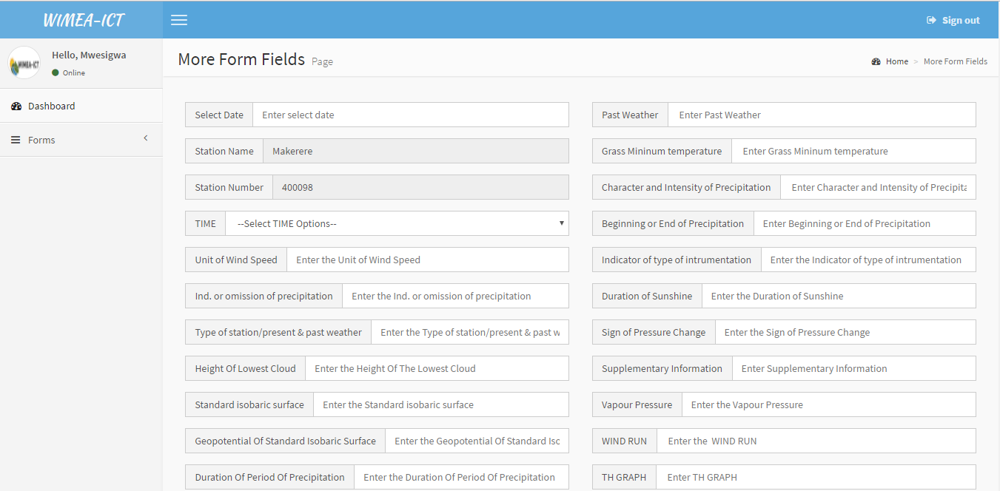 WIMEA-ICT
Sign out
WIMEA-ICT
Hello, Mwesigwa
Online
More Form Fields Page
Home > More Form Fields
Dashboard
Forms
Select Date Enter select date
Station Name Makerere
Station Number 400098
TIME --Select TIME Options--
Unit of Wind Speed Enter the Unit of Wind Speed
Ind. or omission of precipitation Enter the Ind. or omission of precipitation
Type of station/present & past weather Enter the Type of station/present & past w
Height Of Lowest Cloud Enter the Height Of The Lowest Cloud
Standard isobaric surface Enter the Standard isobaric surface
Geopotential Of Standard Isobaric Surface Enter the Geopotential Of Standard Isc
Duration Of Period Of Precipitation Enter the Duration Of Period Of Precipitation
Past Weather Enter Past Weather
Grass Mininum temperature Enter Grass Mininum temperature
Character and Intensity of Precipitation Enter Character and Intensity of Precipita
Beginning or End of Precipitation Enter Beginning or End of Precipitation
Indicator of type of intrumentation Enter the Indicator of type of intrumentation
Duration of Sunshine Enter the Duration of Sunshine
Sign of Pressure Change Enter the Sign of Pressure Change
Supplementary Information Enter Supplementary Information
Vapour Pressure Enter the Vapour Pressure
WIND RUN Enter the WIND RUN
TH GRAPH Enter TH GRAPH